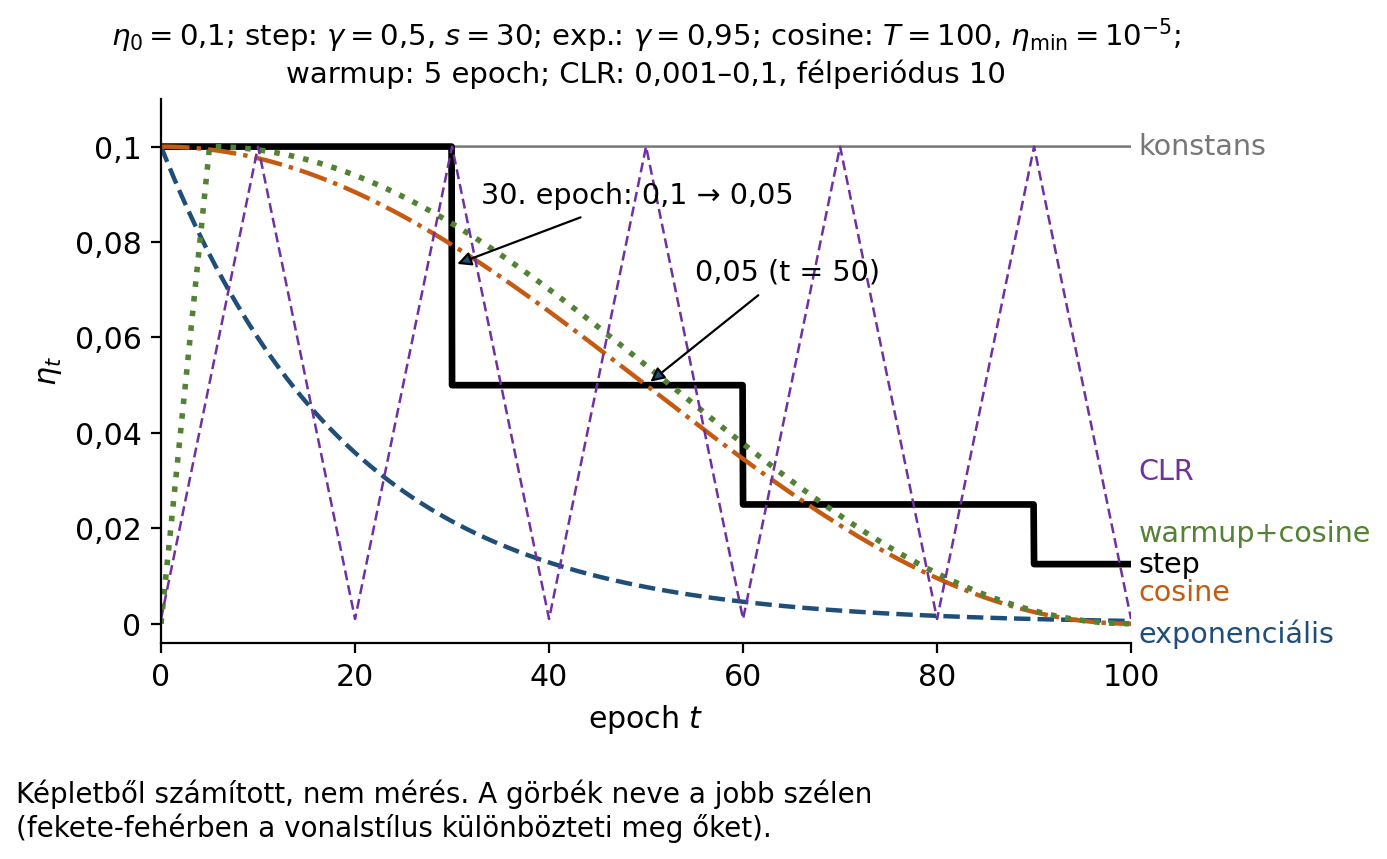 η₀ = 0,1; step: γ = 0,5, s = 30; exp.: γ = 0,95; cosine: T = 100, ηmin = 10⁻⁵;
warmup: 5 epoch; CLR: 0,001–0,1, félperiódus 10
0,1
0,08
0,06
0,04
0,02
0
ηt
konstans
30. epoch: 0,1 → 0,05
0,05 (t = 50)
CLR
warmup+cosine
step
cosine
exponenciális
0 20 40 60 80 100
epoch t
Képletből számított, nem mérés. A görbék neve a jobb szélen
(fekete-fehérben a vonalstílus különbözteti meg őket).